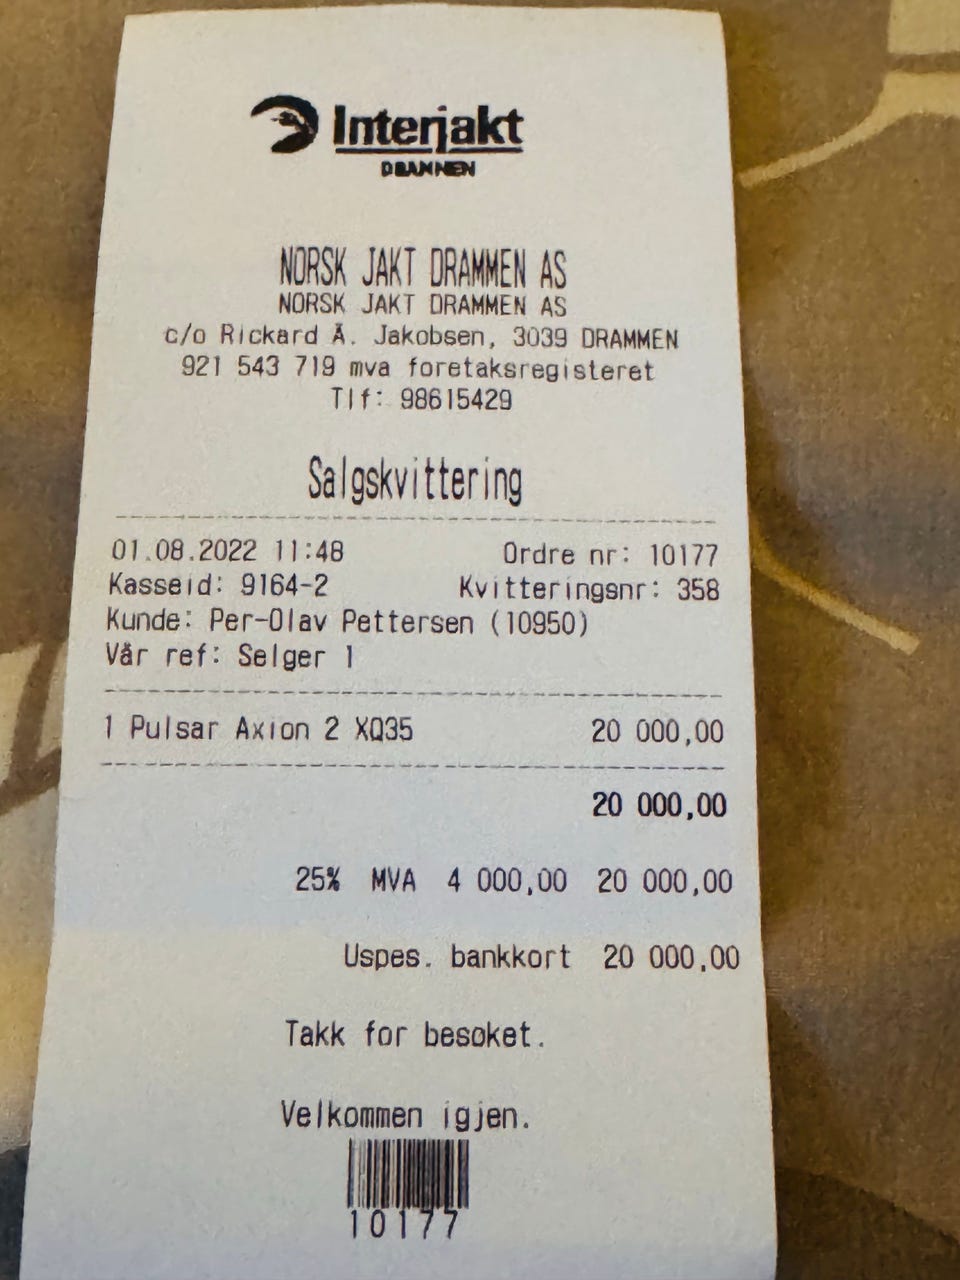 Interjakt
DRAMMEN
NORSK JAKT DRAMMEN AS
NORSK JAKT DRAMMEN AS
c/o Rickard Å. Jakobsen, 3039 DRAMMEN
921 543 719 mva foretaksregisteret
Tlf: 98615429
Salgskvittering
01.08.2022 11:48 Ordre nr: 10177
Kasseid: 9164-2 Kvitteringsnr: 358
Kunde: Per-Olav Pettersen (10950)
Vår ref: Selger 1
1 Pulsar Axion 2 XQ35 20 000,00
20 000,00
25% MVA 4 000,00 20 000,00
Uspes. bankkort 20 000,00
Takk for besøket.
Velkommen igjen.
10177